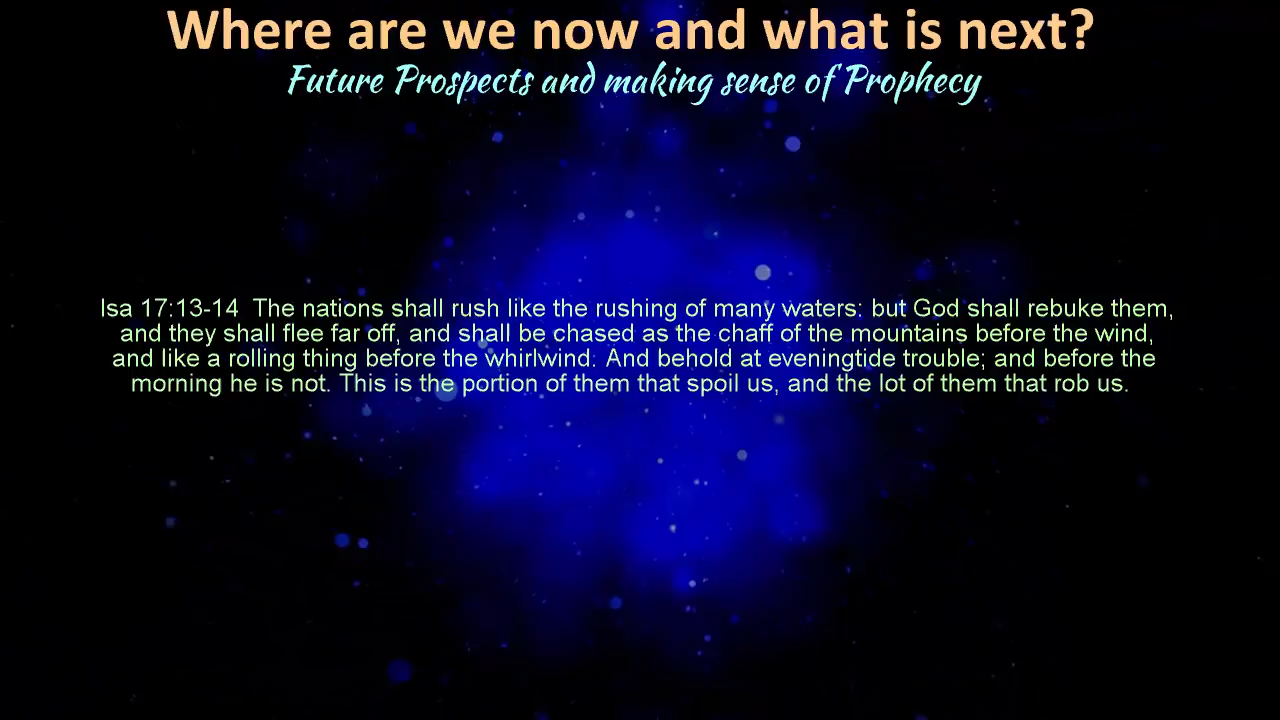 Where are we now and what is next?
Future Prospects and making sense of Prophecy
Isa 17:13-14  The nations shall rush like the rushing of many waters: but God shall rebuke them,
and they shall flee far off, and shall be chased as the chaff of the mountains before the wind,
and like a rolling thing before the whirlwind. And behold at eveningtide trouble; and before the
morning he is not. This is the portion of them that spoil us, and the lot of them that rob us.